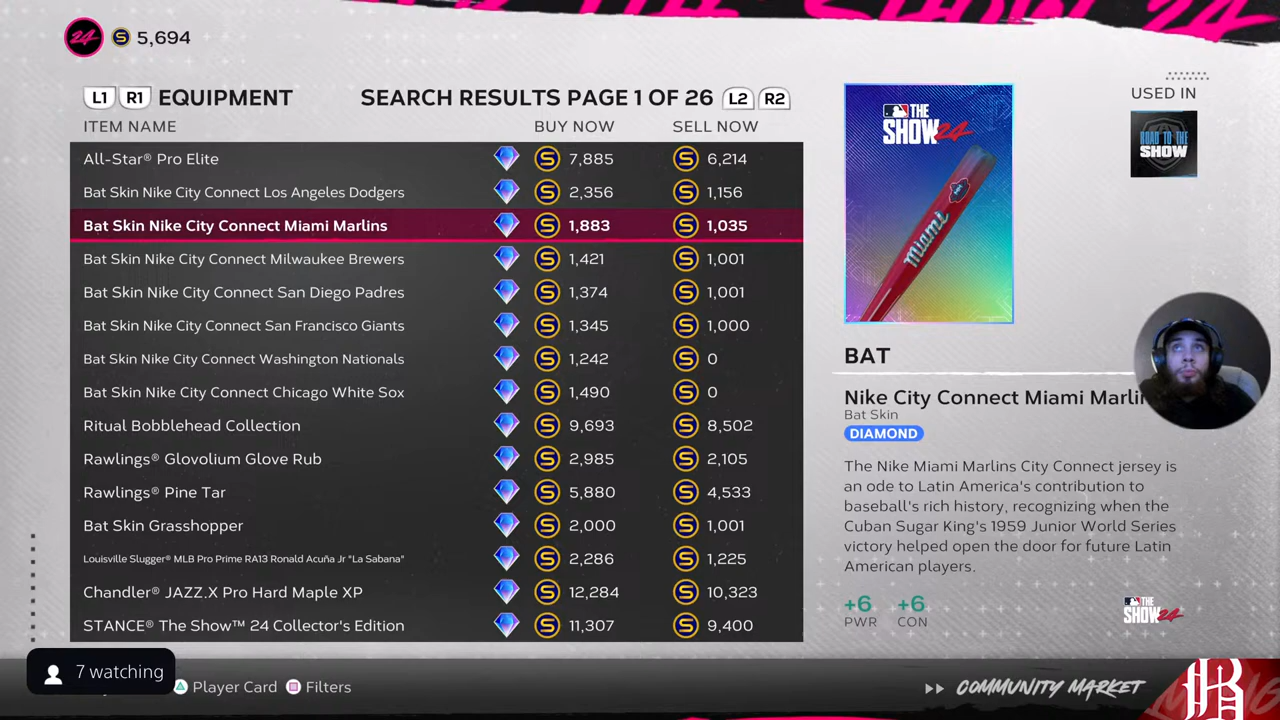 24 S 5,694
L1 R1 EQUIPMENT SEARCH RESULTS PAGE 1 OF 26 L2 R2
ITEM NAME BUY NOW SELL NOW
All-Star® Pro Elite 7,885 6,214
Bat Skin Nike City Connect Los Angeles Dodgers 2,356 1,156
Bat Skin Nike City Connect Miami Marlins 1,883 1,035
Bat Skin Nike City Connect Milwaukee Brewers 1,421 1,001
Bat Skin Nike City Connect San Diego Padres 1,374 1,001
Bat Skin Nike City Connect San Francisco Giants 1,345 1,000
Bat Skin Nike City Connect Washington Nationals 1,242 0
Bat Skin Nike City Connect Chicago White Sox 1,490 0
Ritual Bobblehead Collection 9,693 8,502
Rawlings® Glovolium Glove Rub 2,985 2,105
Rawlings® Pine Tar 5,880 4,533
Bat Skin Grasshopper 2,000 1,001
Louisville Slugger® MLB Pro Prime RA13 Ronald Acuña Jr "La Sabana" 2,286 1,225
Chandler® JAZZ.X Pro Hard Maple XP 12,284 10,323
STANCE® The Show™ 24 Collector's Edition 11,307 9,400
THE
SHOW 24
Miami
USED IN
ROAD TO THE
SHOW
BAT
Nike City Connect Miami Marli
Bat Skin
DIAMOND
The Nike Miami Marlins City Connect jersey is
an ode to Latin America's contribution to
baseball's rich history, recognizing when the
Cuban Sugar King's 1959 Junior World Series
victory helped open the door for future Latin
American players.
+6 +6
PWR CON
THE
SHOW 24
7 watching
Player Card Filters
COMMUNITY MARKET